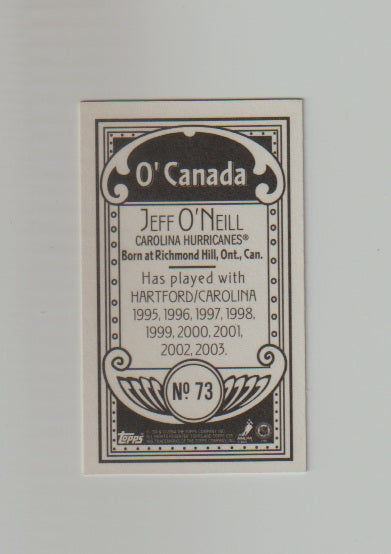 O' Canada
JEFF O'NEILL
CAROLINA HURRICANES®
Born at Richmond Hill, Ont., Can.
Has played with
HARTFORD/CAROLINA
1995, 1996, 1997, 1998,
1999, 2000, 2001,
2002, 2003.
Nº 73
Topps